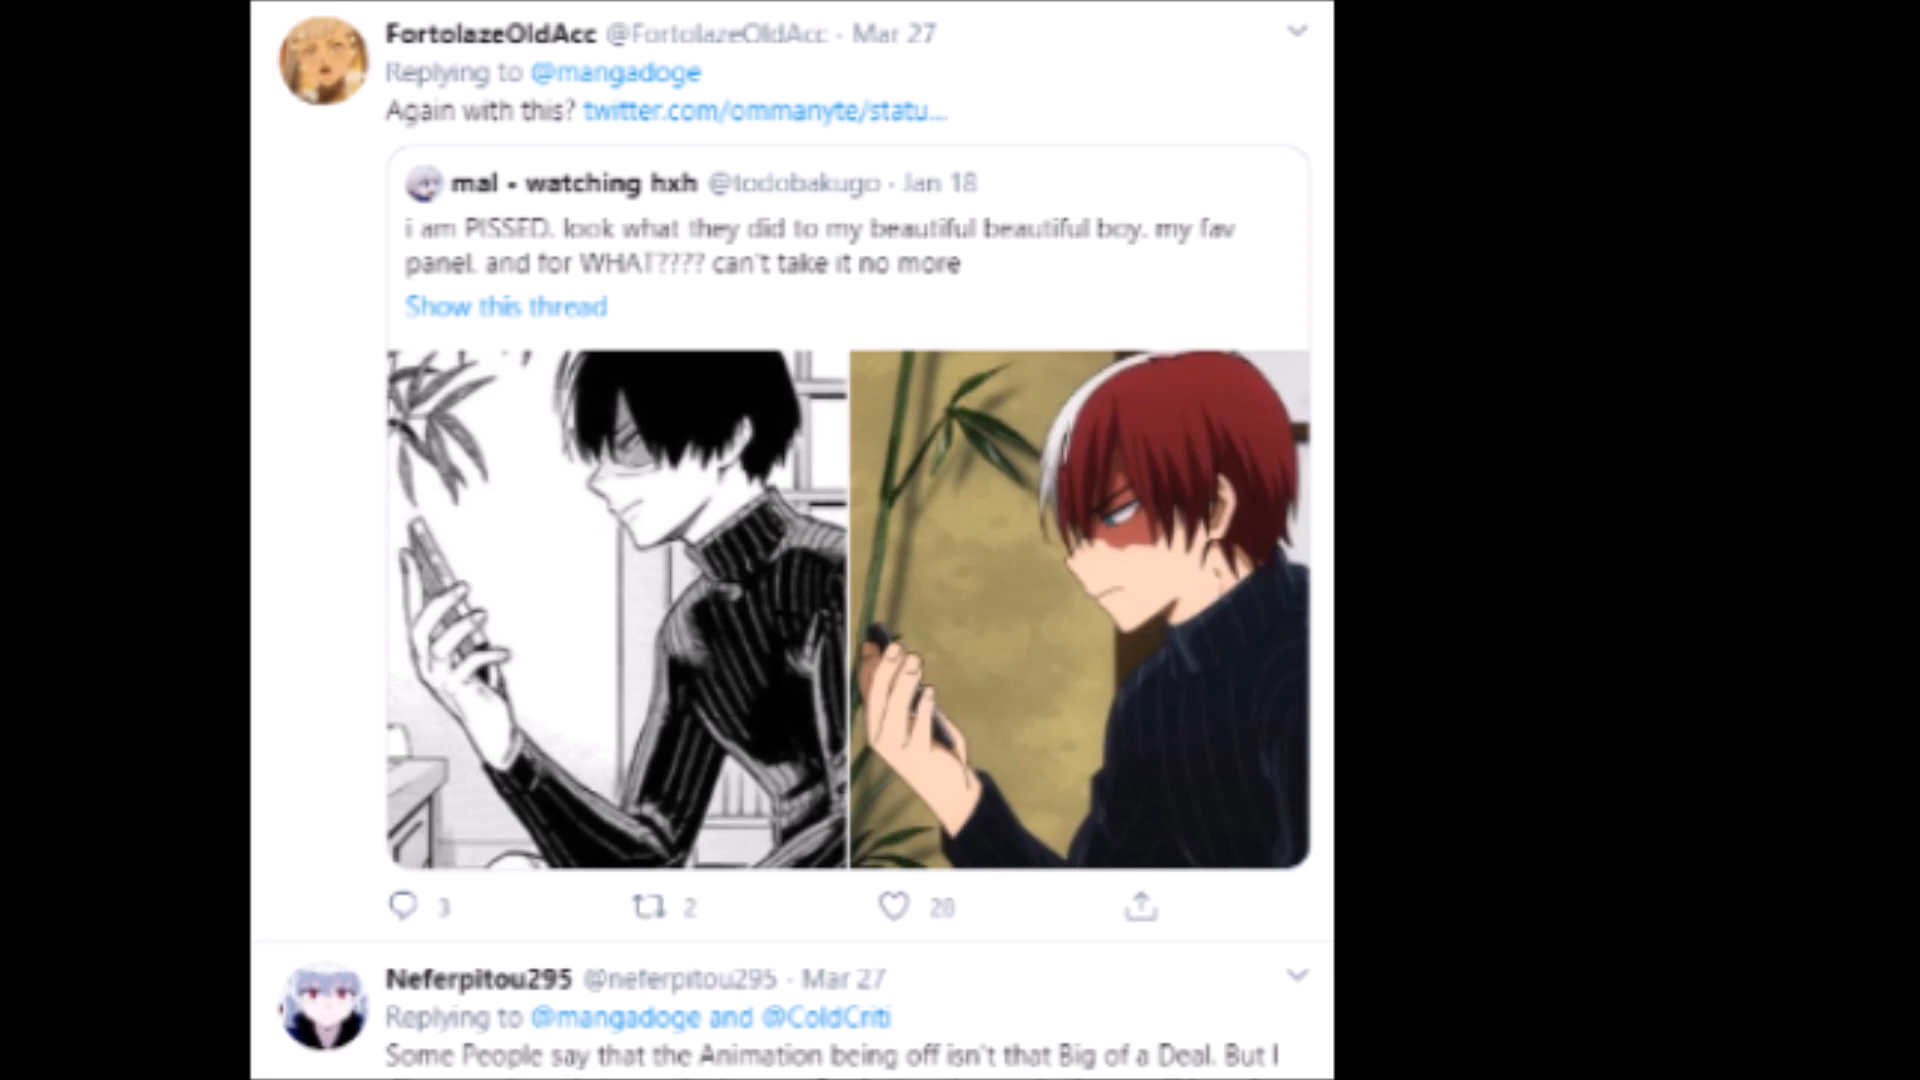 FortolazeOldAcc @FortolazeOldAcc · Mar 27
Replying to @mangadoge
Again with this? twitter.com/ommanyte/statu...
mal - watching hxh @todobakugo · Jan 18
i am PISSED. look what they did to my beautiful beautiful boy. my fav
panel. and for WHAT???? can't take it no more
Show this thread
3 2 28
Neferpitou295 @neferpitou295 · Mar 27
Replying to @mangadoge and @ColdCriti
Some People say that the Animation being off isn't that Big of a Deal. But I